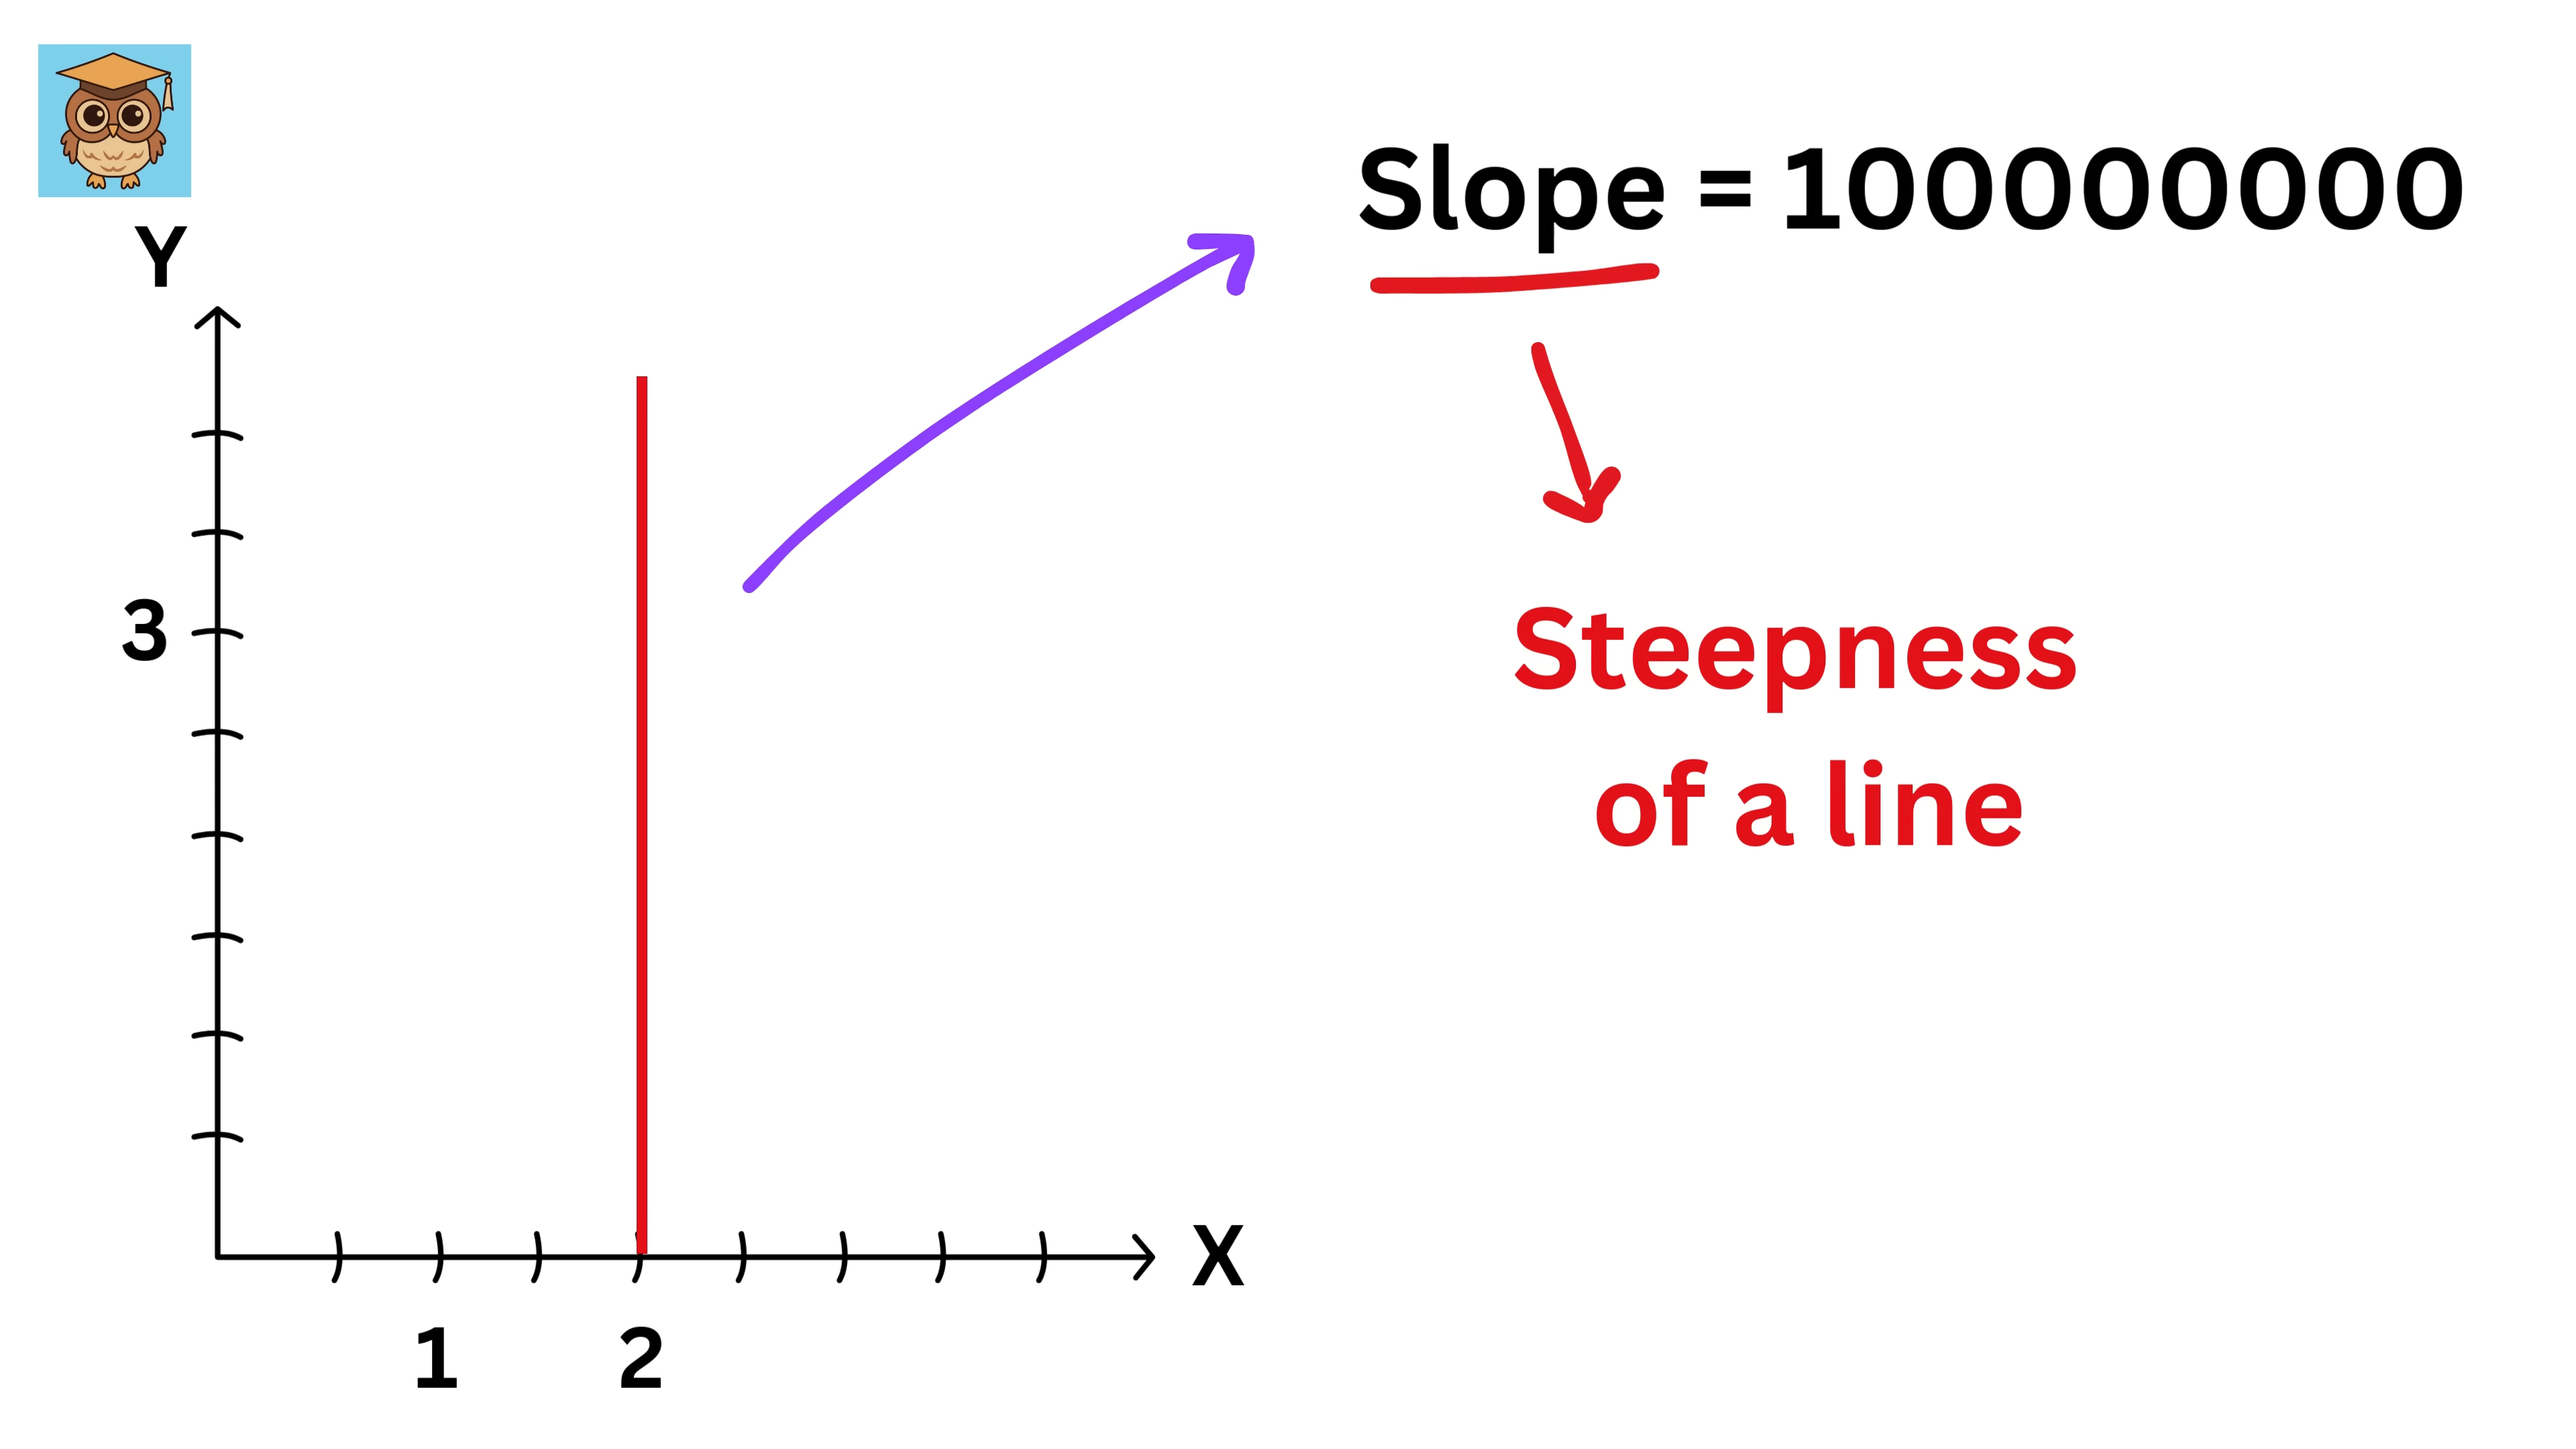 Slope = 100000000
Y
Steepness
of a line
3
X
1 2